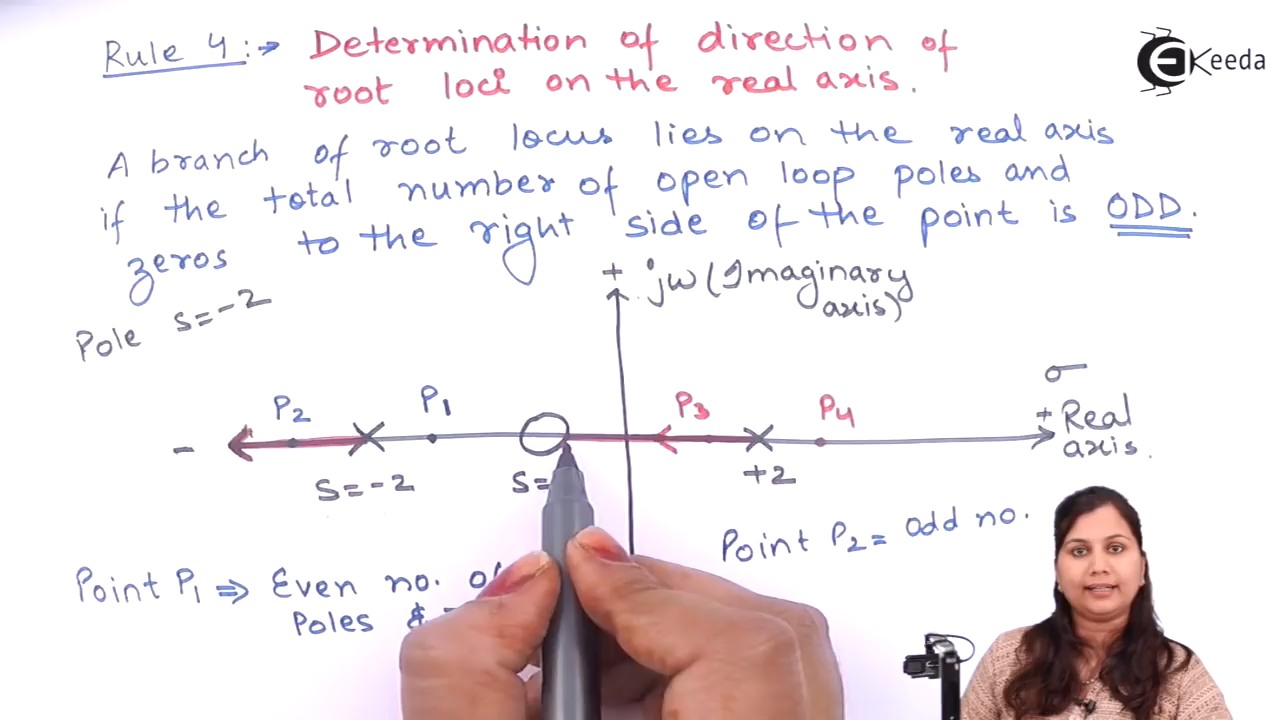 Rule 4 :→ Determination of direction of
root loci on the real axis.
Keeda
A branch of root locus lies on the real axis
if the total number of open loop poles and
zeros to the right side of the point is ODD.
+ jw (Imaginary
axis)
Pole s=-2
σ
P2 P1 P3 P4
+ Real
axis.
-
S=-2 S= +2
Point P2 = odd no.
Point P1 ⇒ Even no. of
Poles &